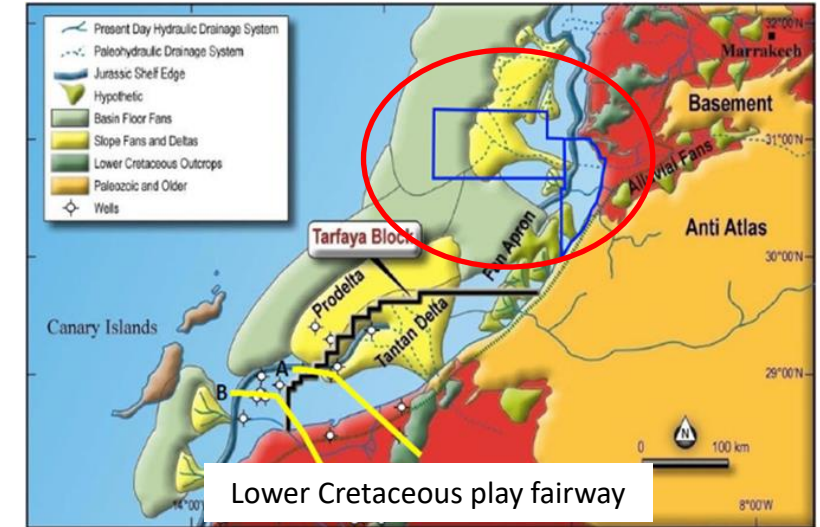 Present Day Hydraulic Drainage System
Paleohydraulic Drainage System
Jurassic Shelf Edge
Hypothetic
Basin Floor Fans
Slope Fans and Deltas
Lower Cretaceous Outcrops
Paleozoic and Older
Wells
32°00'N
Marrakech
Basement
31°00'N
Alluvial Fans
Anti Atlas
Tarfaya Block
Fan Apron
30°00'N
Prodelta
Canary Islands
Tantan Delta
29°00'N
A
B
N
0 100 km
Lower Cretaceous play fairway
8°00'W